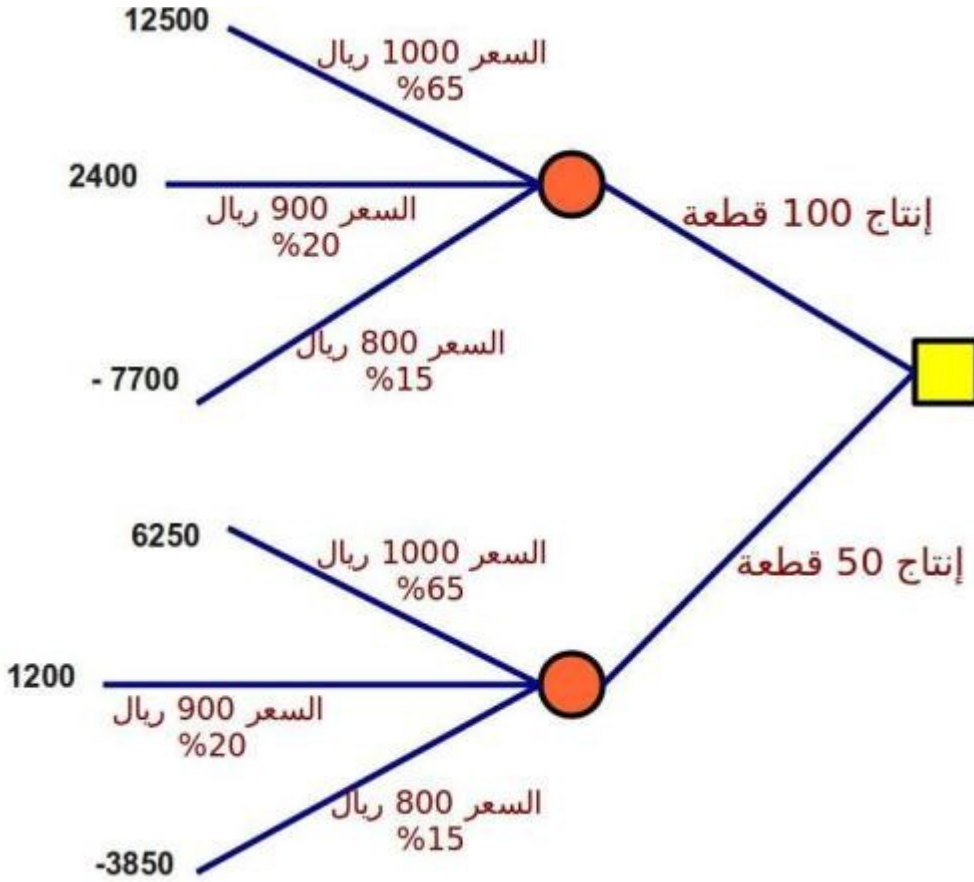 12500
السعر 1000 ريال
%65
2400
السعر 900 ريال
%20
إنتاج 100 قطعة
السعر 800 ريال
%15
- 7700
6250
السعر 1000 ريال
%65
إنتاج 50 قطعة
1200
السعر 900 ريال
%20
السعر 800 ريال
%15
-3850